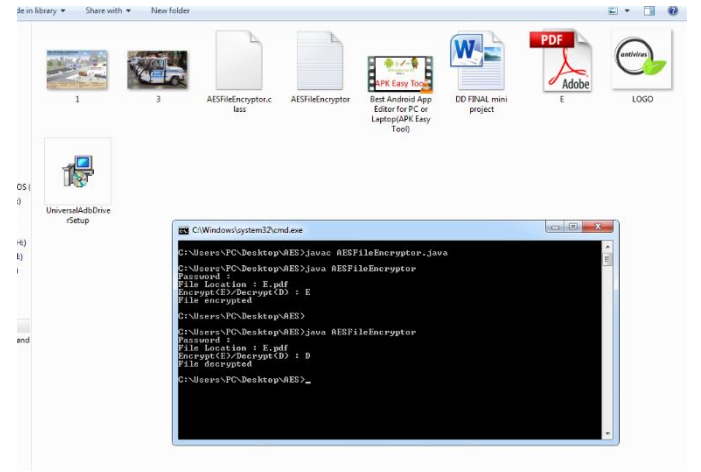 de in library ▾ Share with ▾ New folder
1
3
AESFileEncryptor.c
lass
AESFileEncryptor
APK Easy Tool
Best Android App
Editor for PC or
Laptop(APK Easy
Tool)
DD FINAL mini
project
PDF
Adobe
E
antivirus
LOGO
OS (
UniversalAdbDrive
rSetup
and
C:\Windows\system32\cmd.exe
C:\Users\PC\Desktop\AES>javac AESFileEncryptor.java
C:\Users\PC\Desktop\AES>java AESFileEncryptor
Password :
File Location : E.pdf
Encrypt(E)/Decrypt(D) : E
File encrypted
C:\Users\PC\Desktop\AES>
C:\Users\PC\Desktop\AES>java AESFileEncryptor
Password :
File Location : E.pdf
Encrypt(E)/Decrypt(D) : D
File decrypted
C:\Users\PC\Desktop\AES>_